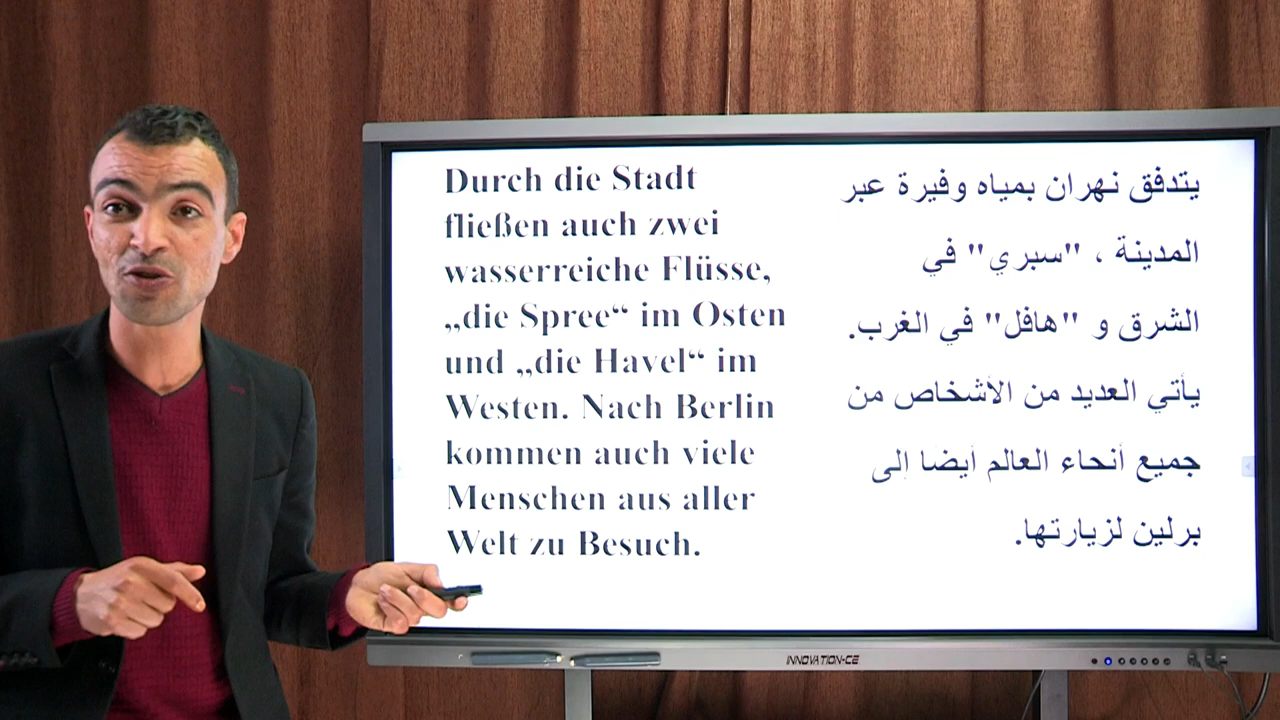 Durch die Stadt
fließen auch zwei
wasserreiche Flüsse,
„die Spree“ im Osten
und „die Havel“ im
Westen. Nach Berlin
kommen auch viele
Menschen aus aller
Welt zu Besuch.
يتدفق نهران بمياه وفيرة عبر
المدينة ، "سبري" في
الشرق و "هافل" في الغرب.
يأتي العديد من الأشخاص من
جميع أنحاء العالم أيضا إلى
برلين لزيارتها.
INNOVATION-CE